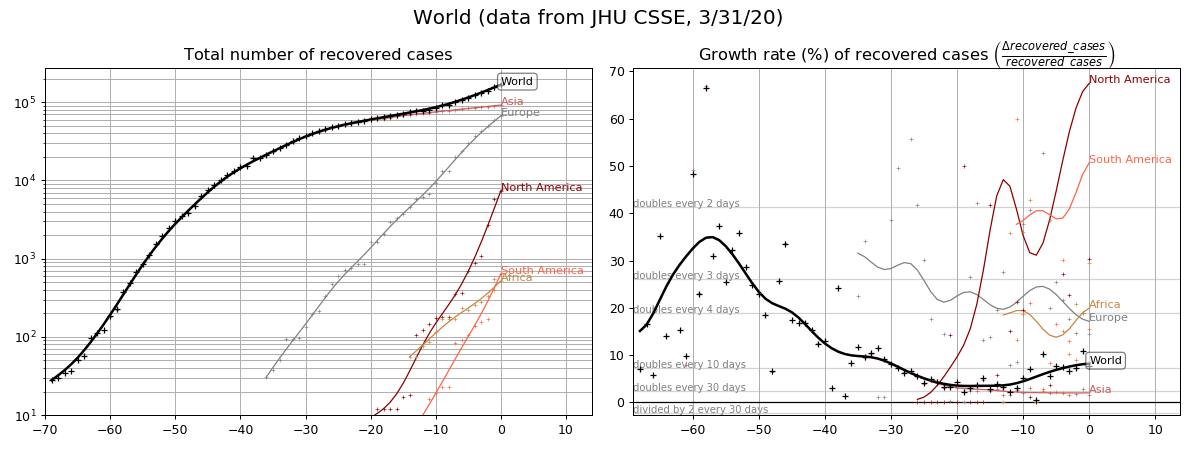 World (data from JHU CSSE, 3/31/20)
Total number of recovered cases
10^5
10^4
10^3
10^2
10^1
−70 −60 −50 −40 −30 −20 −10 0 10
World
Asia
Europe
North America
South America
Africa
Growth rate (%) of recovered cases (Δrecovered_cases / recovered_cases)
70
60
50
40
30
20
10
0
−60 −50 −40 −30 −20 −10 0 10
doubles every 2 days
doubles every 3 days
doubles every 4 days
doubles every 10 days
doubles every 30 days
divided by 2 every 30 days
North America
South America
Africa
Europe
World
Asia